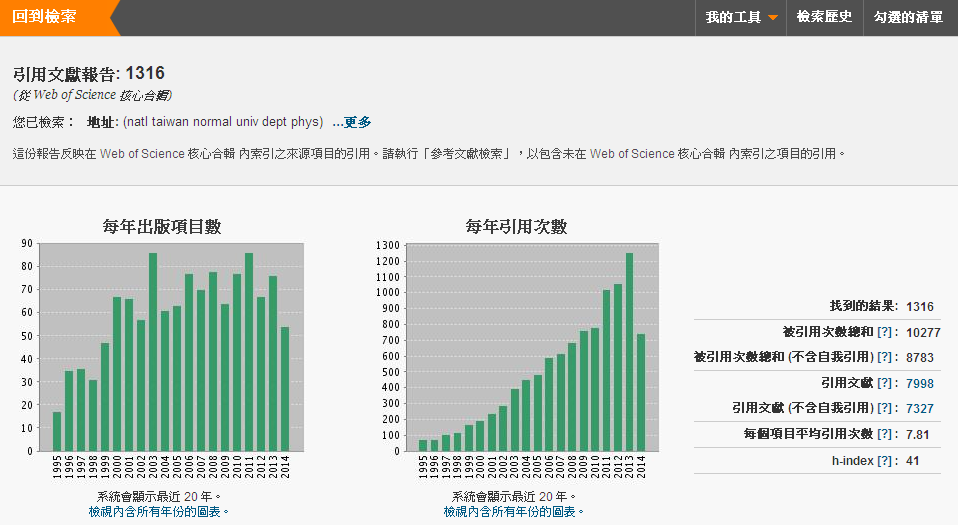 回到檢索
我的工具 檢索歷史 勾選的清單
引用文獻報告: 1316
(從 Web of Science 核心合輯)
您已檢索： 地址: (natl taiwan normal univ dept phys) ...更多
這份報告反映在 Web of Science 核心合輯 內索引之來源項目的引用。請執行「參考文獻檢索」，以包含未在 Web of Science 核心合輯 內索引之項目的引用。
每年出版項目數
90
80
70
60
50
40
30
20
10
0
1995 1996 1997 1998 1999 2000 2001 2002 2003 2004 2005 2006 2007 2008 2009 2010 2011 2012 2013 2014
系統會顯示最近 20 年。
檢視內含所有年份的圖表。
每年引用次數
1300
1200
1100
1000
900
800
700
600
500
400
300
200
100
0
1995 1996 1997 1998 1999 2000 2001 2002 2003 2004 2005 2006 2007 2008 2009 2010 2011 2012 2013 2014
系統會顯示最近 20 年。
檢視內含所有年份的圖表。
找到的結果: 1316
被引用次數總和 [?] : 10277
被引用次數總和 (不含自我引用) [?] : 8783
引用文獻 [?] : 7998
引用文獻 (不含自我引用) [?] : 7327
每個項目平均引用次數 [?] : 7.81
h-index [?] : 41